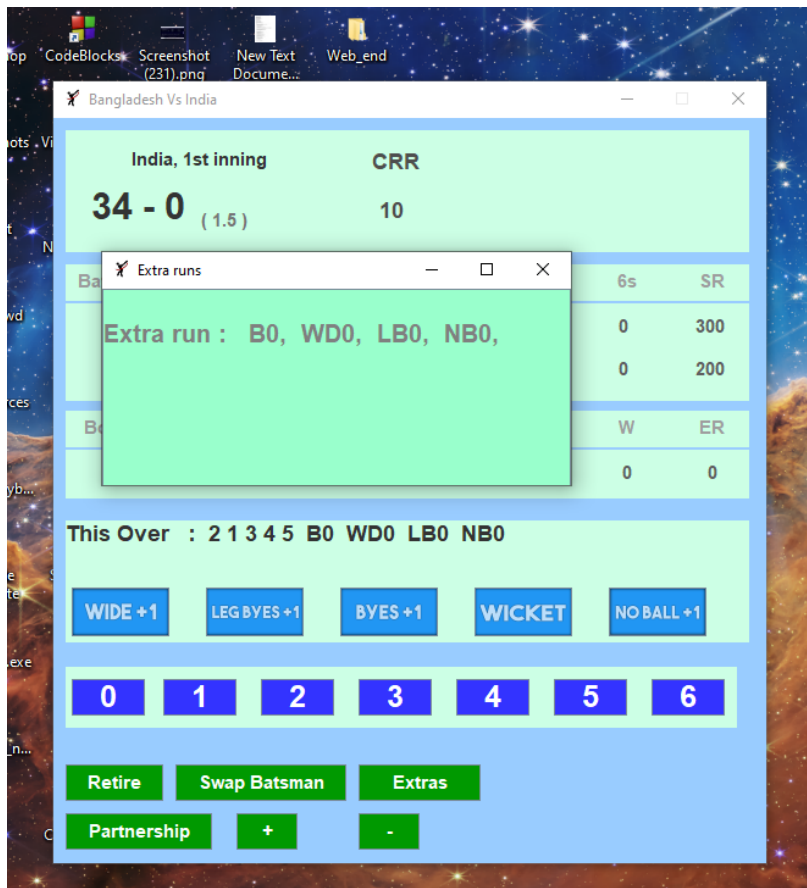 CodeBlocks Screenshot (231).png New Text Docume... Web_end
Bangladesh Vs India
India, 1st inning CRR
34 - 0 ( 1.5 ) 10
Extra runs
6s SR
Extra run : B0, WD0, LB0, NB0,
0 300
0 200
W ER
0 0
This Over : 2 1 3 4 5 B0 WD0 LB0 NB0
WIDE +1 LEG BYES +1 BYES +1 WICKET NO BALL +1
.exe
0 1 2 3 4 5 6
Retire Swap Batsman Extras
Partnership + -